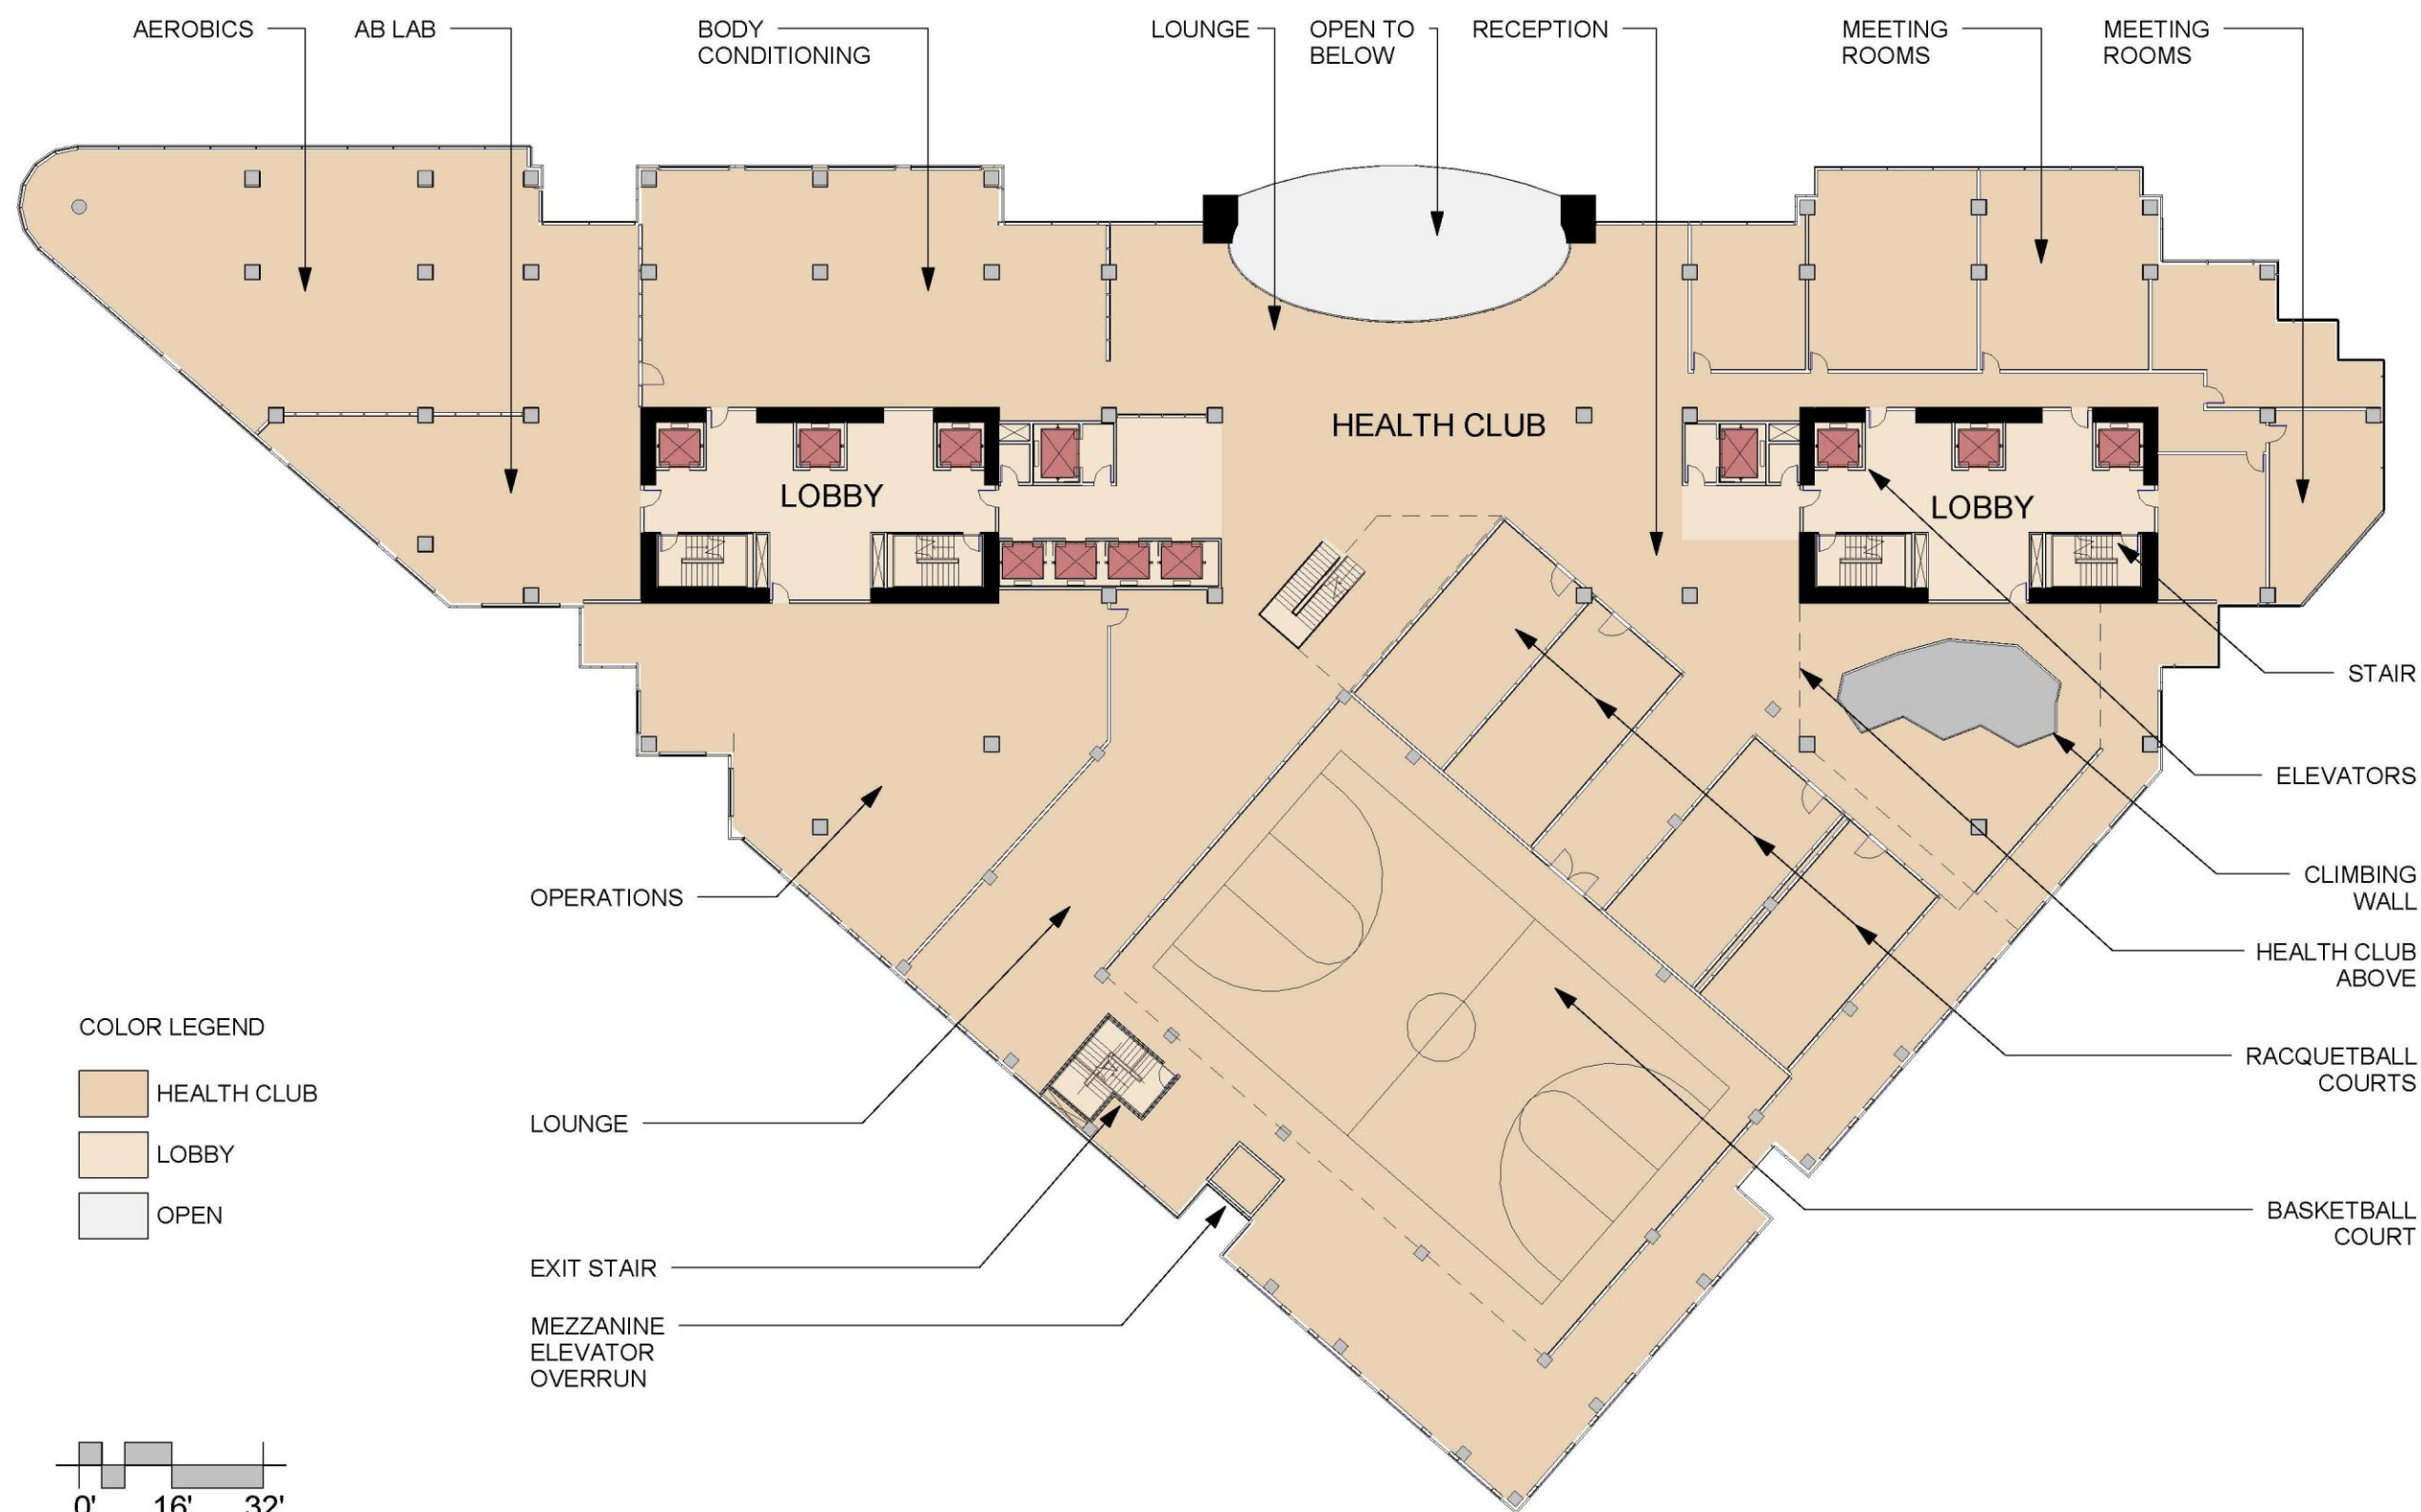 AEROBICS
AB LAB
BODY
CONDITIONING
LOUNGE
OPEN TO
BELOW
RECEPTION
MEETING
ROOMS
MEETING
ROOMS
HEALTH CLUB
LOBBY
LOBBY
STAIR
ELEVATORS
CLIMBING
WALL
HEALTH CLUB
ABOVE
RACQUETBALL
COURTS
BASKETBALL
COURT
OPERATIONS
LOUNGE
EXIT STAIR
MEZZANINE
ELEVATOR
OVERRUN
COLOR LEGEND
HEALTH CLUB
LOBBY
OPEN
0' 16' 32'